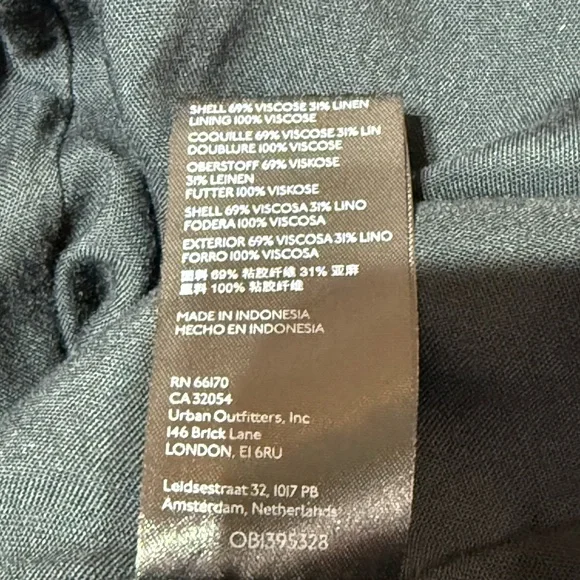 SHELL 69% VISCOSE 31% LINEN
LINING 100% VISCOSE
COQUILLE 69% VISCOSE 31% LIN
DOUBLURE 100% VISCOSE
OBERSTOFF 69% VISKOSE
31% LEINEN
FUTTER 100% VISKOSE
SHELL 69% VISCOSA 31% LINO
FODERA 100% VISCOSA
EXTERIOR 69% VISCOSA 31% LINO
FORRO 100% VISCOSA
面料 69% 粘胶纤维 31% 亚麻
里料 100% 粘胶纤维
MADE IN INDONESIA
HECHO EN INDONESIA
RN 66170
CA 32054
Urban Outfitters, Inc
146 Brick Lane
LONDON, E1 6RU
Leidsestraat 32, 1017 PB
Amsterdam, Netherlands
OB1395328